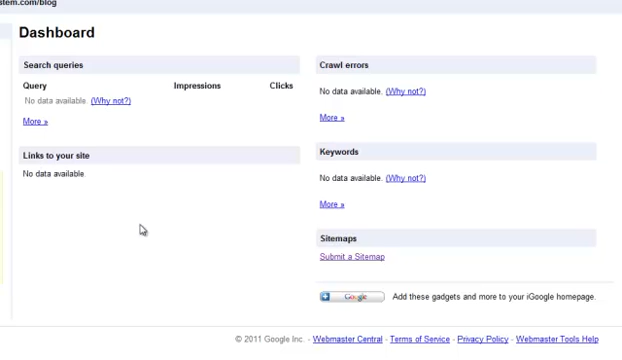 stem.com/blog
Dashboard
Search queries
Query Impressions Clicks
No data available. (Why not?)
More »
Links to your site
No data available
Crawl errors
No data available. (Why not?)
More »
Keywords
No data available. (Why not?)
More »
Sitemaps
Submit a Sitemap
Google Add these gadgets and more to your iGoogle homepage.
© 2011 Google Inc. - Webmaster Central - Terms of Service - Privacy Policy - Webmaster Tools Help